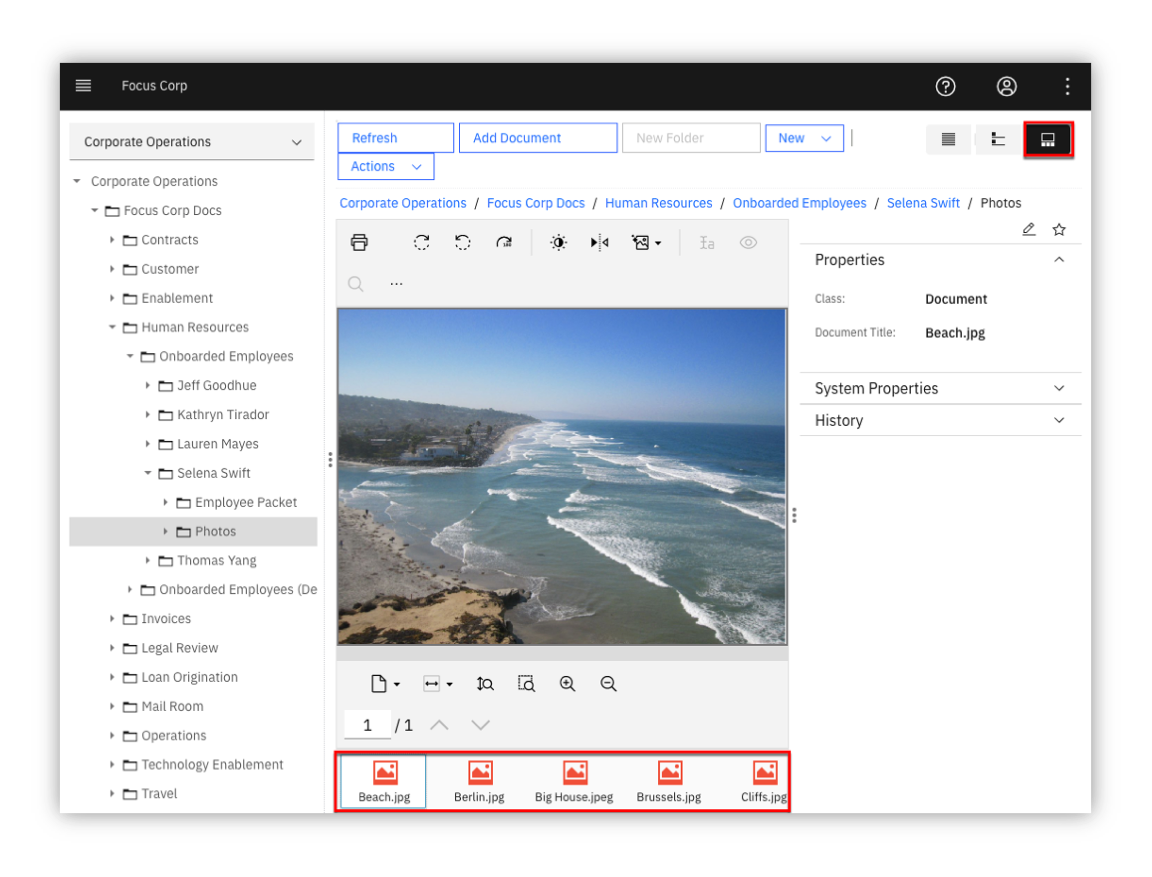 Focus Corp
Corporate Operations
Corporate Operations
Focus Corp Docs
Contracts
Customer
Enablement
Human Resources
Onboarded Employees
Jeff Goodhue
Kathryn Tirador
Lauren Mayes
Selena Swift
Employee Packet
Photos
Thomas Yang
Onboarded Employees (De
Invoices
Legal Review
Loan Origination
Mail Room
Operations
Technology Enablement
Travel
Refresh
Add Document
New Folder
New
Actions
Corporate Operations / Focus Corp Docs / Human Resources / Onboarded Employees / Selena Swift / Photos
...
1 / 1
Beach.jpg
Berlin.jpg
Big House.jpeg
Brussels.jpg
Cliffs.jpg
Properties
Class: Document
Document Title: Beach.jpg
System Properties
History